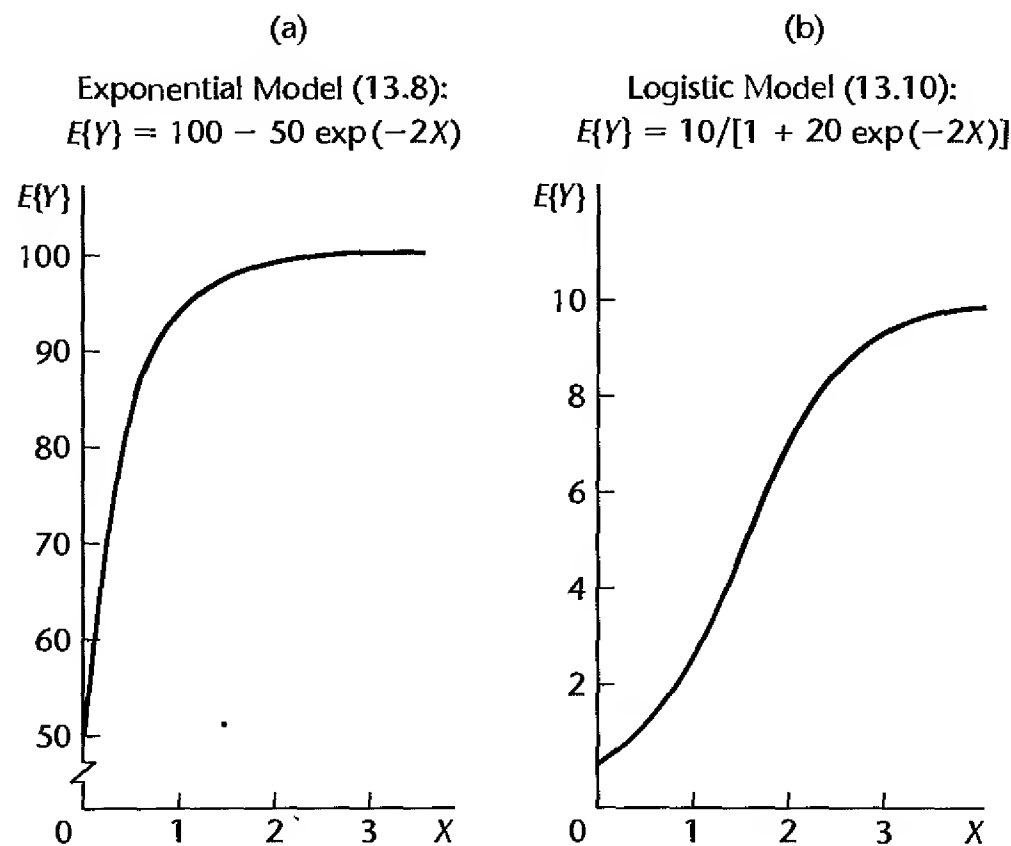 (a)
Exponential Model (13.8):
E{Y} = 100 − 50 exp(−2X)
E{Y}
100
90
80
70
60
50
0
1
2
3
X
(b)
Logistic Model (13.10):
E{Y} = 10/[1 + 20 exp(−2X)]
E{Y}
10
8
6
4
2
0
1
2
3
X